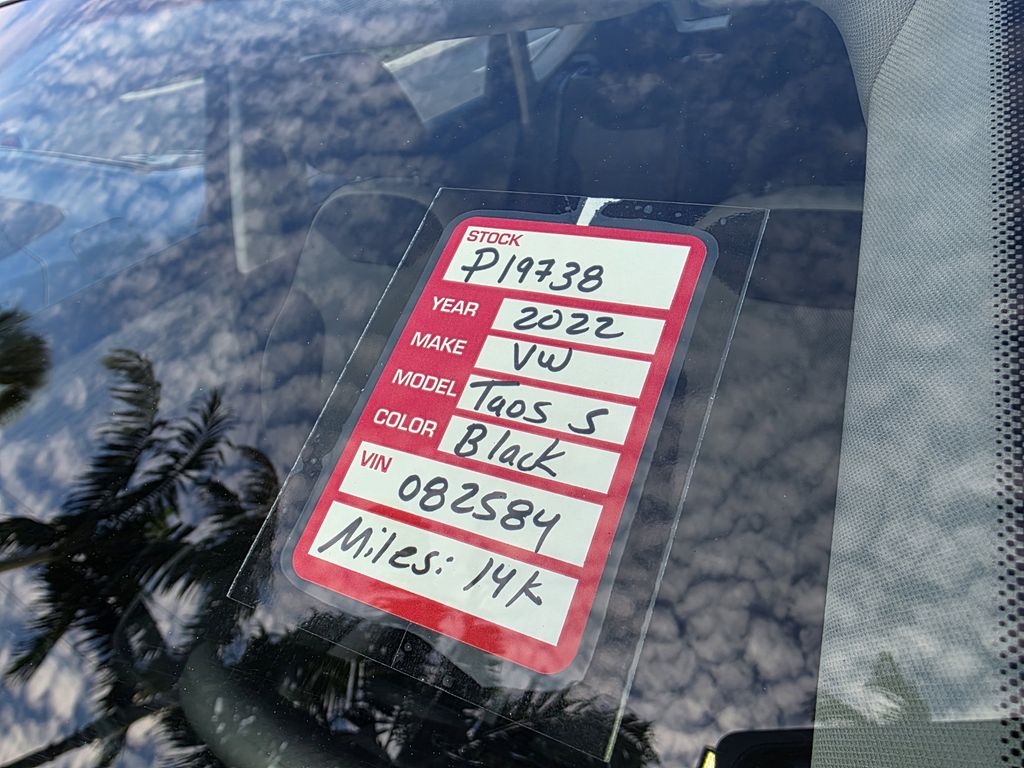 STOCK
P19738
YEAR 2022
MAKE VW
MODEL Taos S
COLOR Black
VIN
082584
Miles: 14k